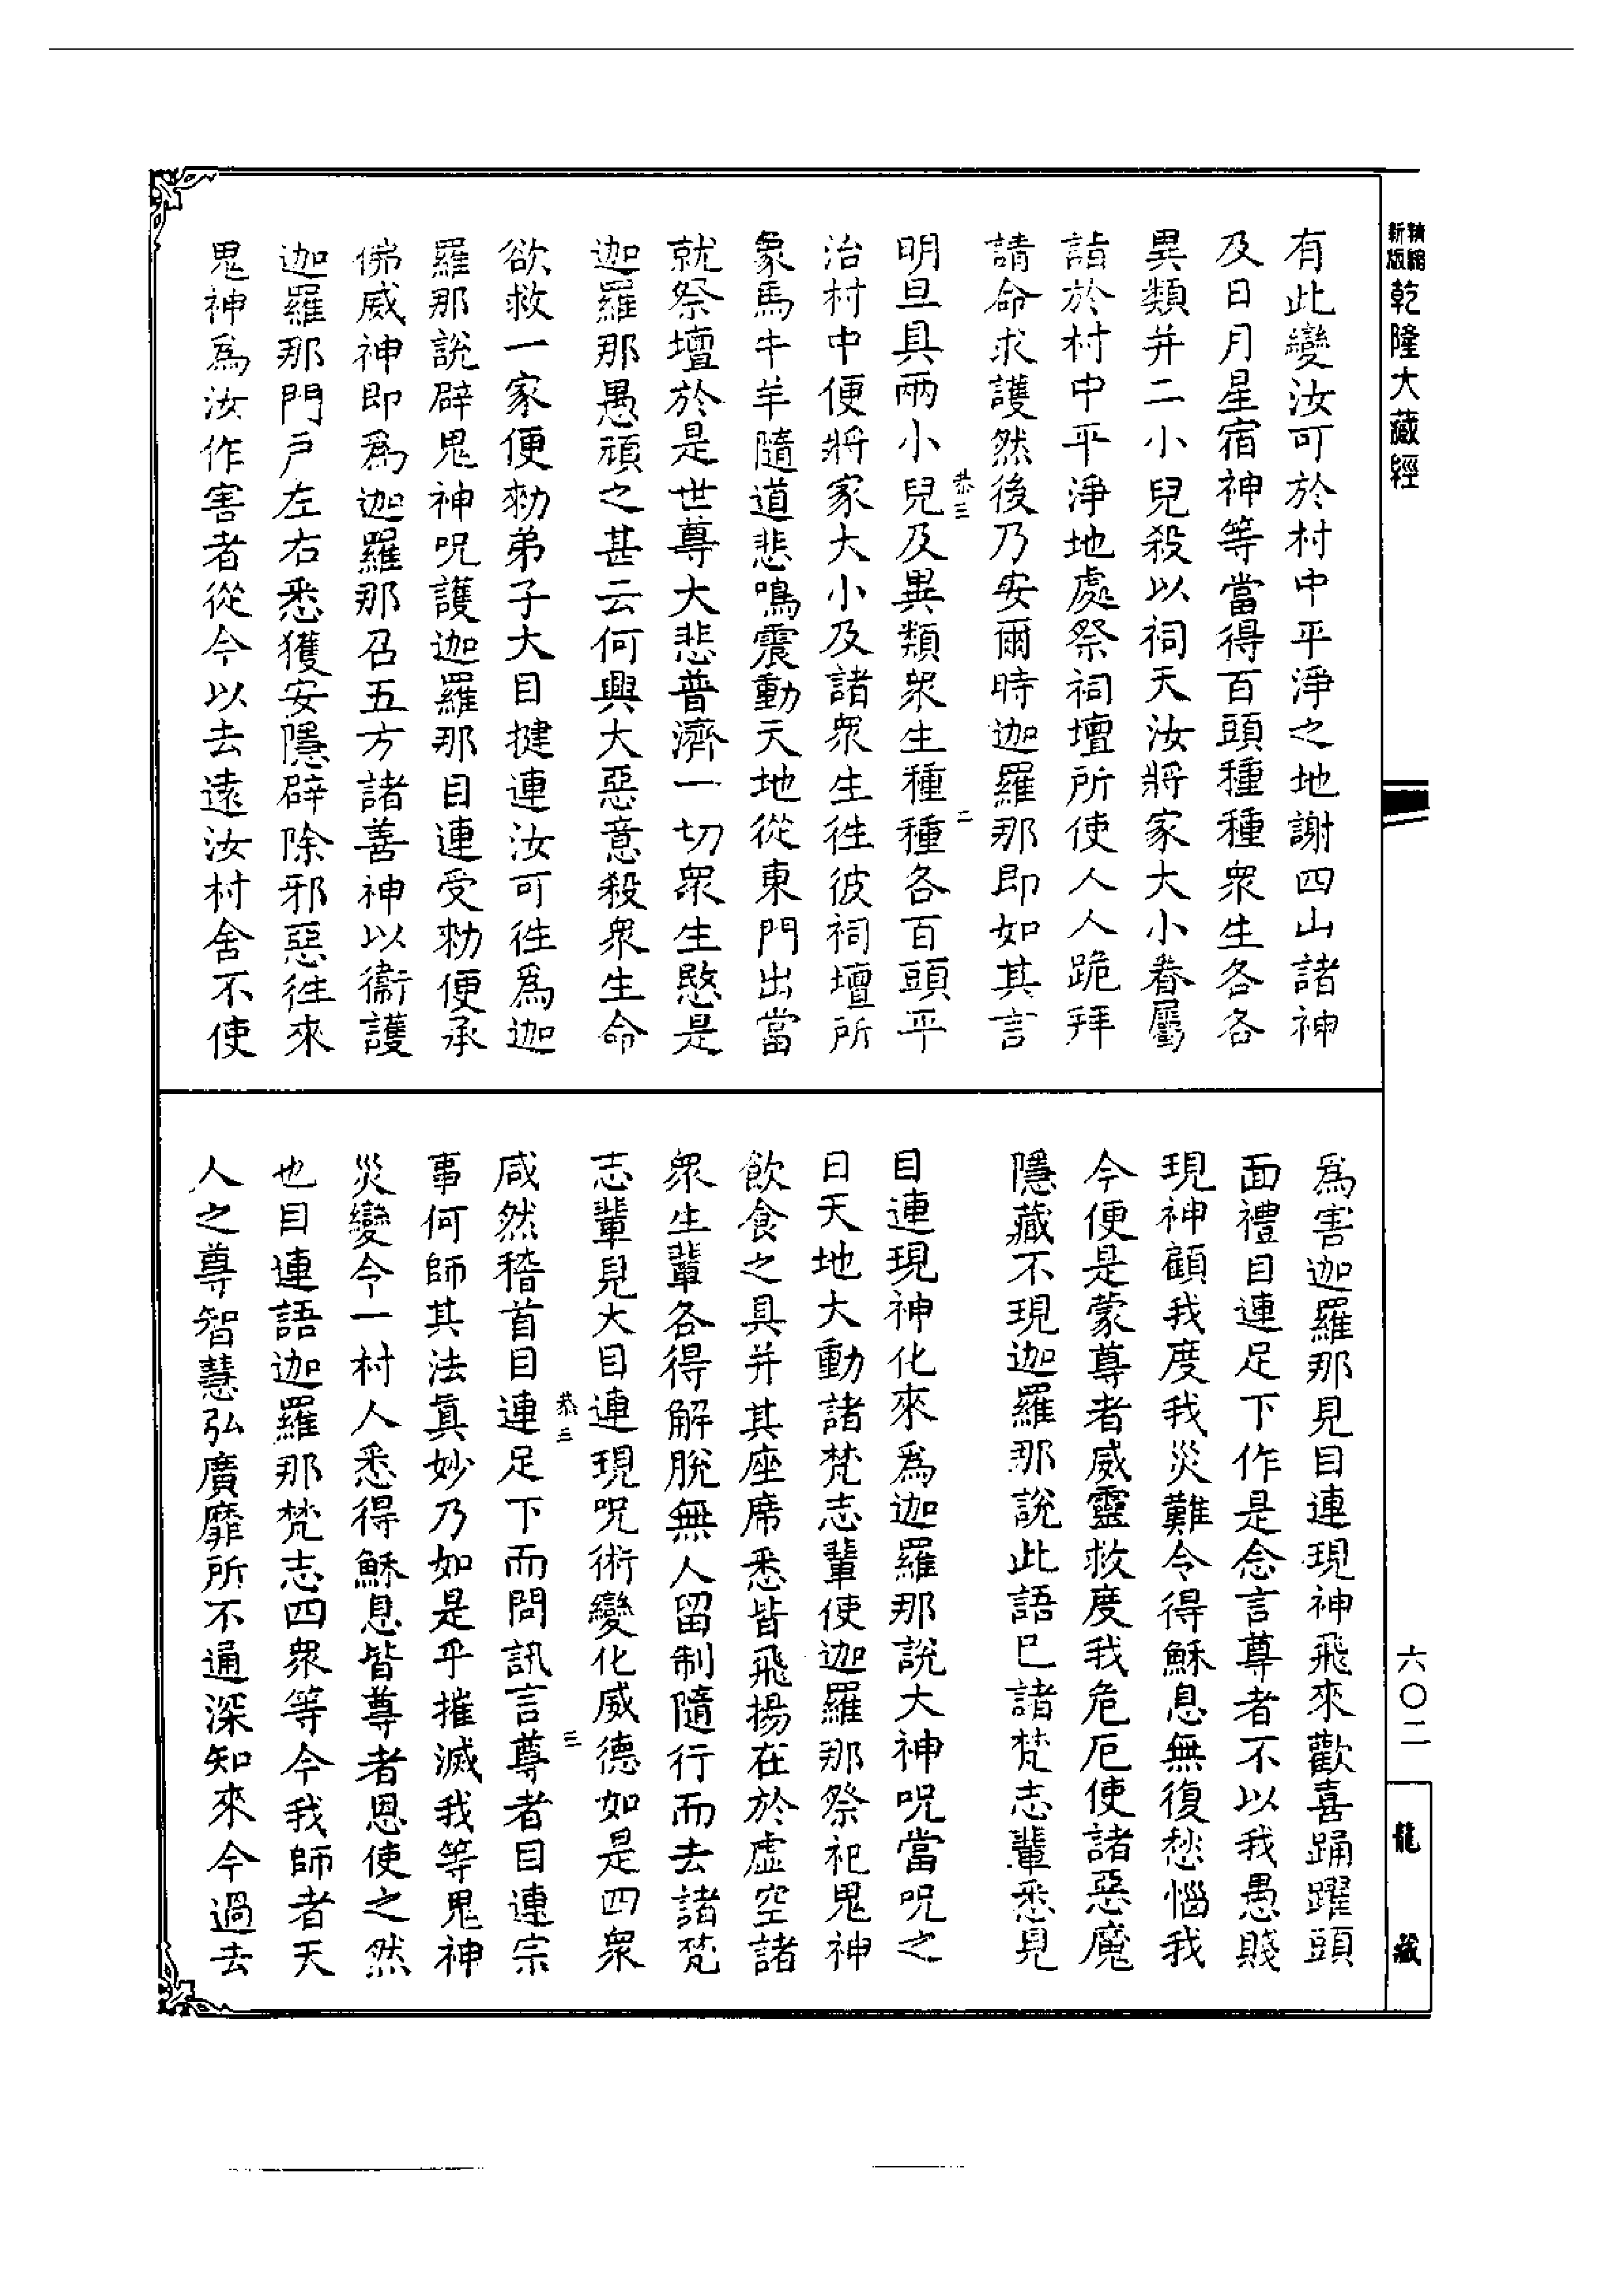 新版精縮乾隆大藏經
有此變汝可於村中平淨之地謝四山諸神
及日月星宿神等當得百頭種種衆生各各
異類并二小兒殺以祠天汝將家大小眷屬
詣於村中平淨地處祭祠壇所使人人跪拜
請命求護然後乃安爾時迦羅那即如其言
恭三
二
明旦具兩小兒及異類衆生種種各百頭平
治村中便將家大小及諸衆生徃彼祠壇所
象馬牛羊隨道悲鳴震動天地從東門出當
就祭壇於是世尊大悲普濟一切衆生愍是
迦羅那愚頑之甚云何興大惡意殺衆生命
欲救一家便勑弟子大目揵連汝可徃爲迦
羅那說辟鬼神呪護迦羅那目連受勑便承
佛威神即爲迦羅那召五方諸善神以衞護
迦羅那門戶左右悉獲安隱辟除邪惡徃來
鬼神爲汝作害者從今以去遠汝村舍不使
爲害迦羅那見目連現神飛來歡喜踊躍頭
面禮目連足下作是念言尊者不以我愚賤
現神顧我度我災難令得穌息無復愁惱我
今便是蒙尊者威靈救度我危厄使諸惡魔
隱藏不現迦羅那說此語已諸梵志輩悉見
目連現神化來爲迦羅那說大神呪當呪之
日天地大動諸梵志輩使迦羅那祭祀鬼神
飲食之具并其座席悉皆飛揚在於虛空諸
衆生輩各得解脫無人留制隨行而去諸梵
志輩見大目連現呪術變化威德如是四衆
恭三
三
咸然稽首目連足下而問訊言尊者目連宗
事何師其法眞妙乃如是乎摧滅我等鬼神
災變令一村人悉得穌息皆尊者恩使之然
也目連語迦羅那梵志四衆等今我師者天
人之尊智慧弘廣靡所不通深知來今過去
六〇二
龍藏